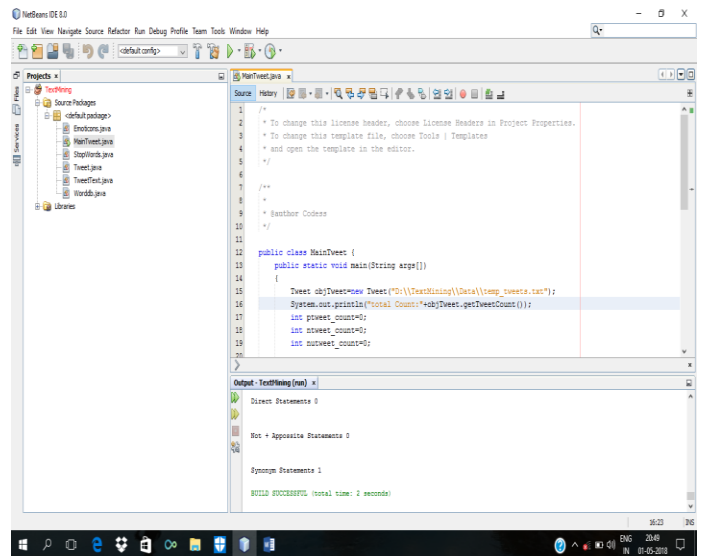 NetBeans IDE 8.0
File Edit View Navigate Source Refactor Run Debug Profile Team Tools Window Help
<default config>
Projects x
MainTweet.java x
Files
Services
TextMining
Source Packages
<default package>
Emoticons.java
MainTweet.java
StopWords.java
Tweet.java
TweetText.java
Worddb.java
Libraries
Source History
1 /*
2 * To change this license header, choose License Headers in Project Properties.
3 * To change this template file, choose Tools | Templates
4 * and open the template in the editor.
5 */
6
7 /**
8 *
9 * @author Codess
10 */
11
12 public class MainTweet {
13 public static void main(String args[])
14 {
15 Tweet objTweet=new Tweet("D:\\TextMining\\Data\\temp_tweets.txt");
16 System.out.println("total Count:"+objTweet.getTweetCount());
17 int ptweet_count=0;
18 int ntweet_count=0;
19 int nutweet_count=0;
20
Output - TextMining (run) x
Direct Statements 0
Not + Appossite Statements 0
Synonym Statements 1
BUILD SUCCESSFUL (total time: 2 seconds)
16:23 INS
ENG 20:49
IN 01-05-2018